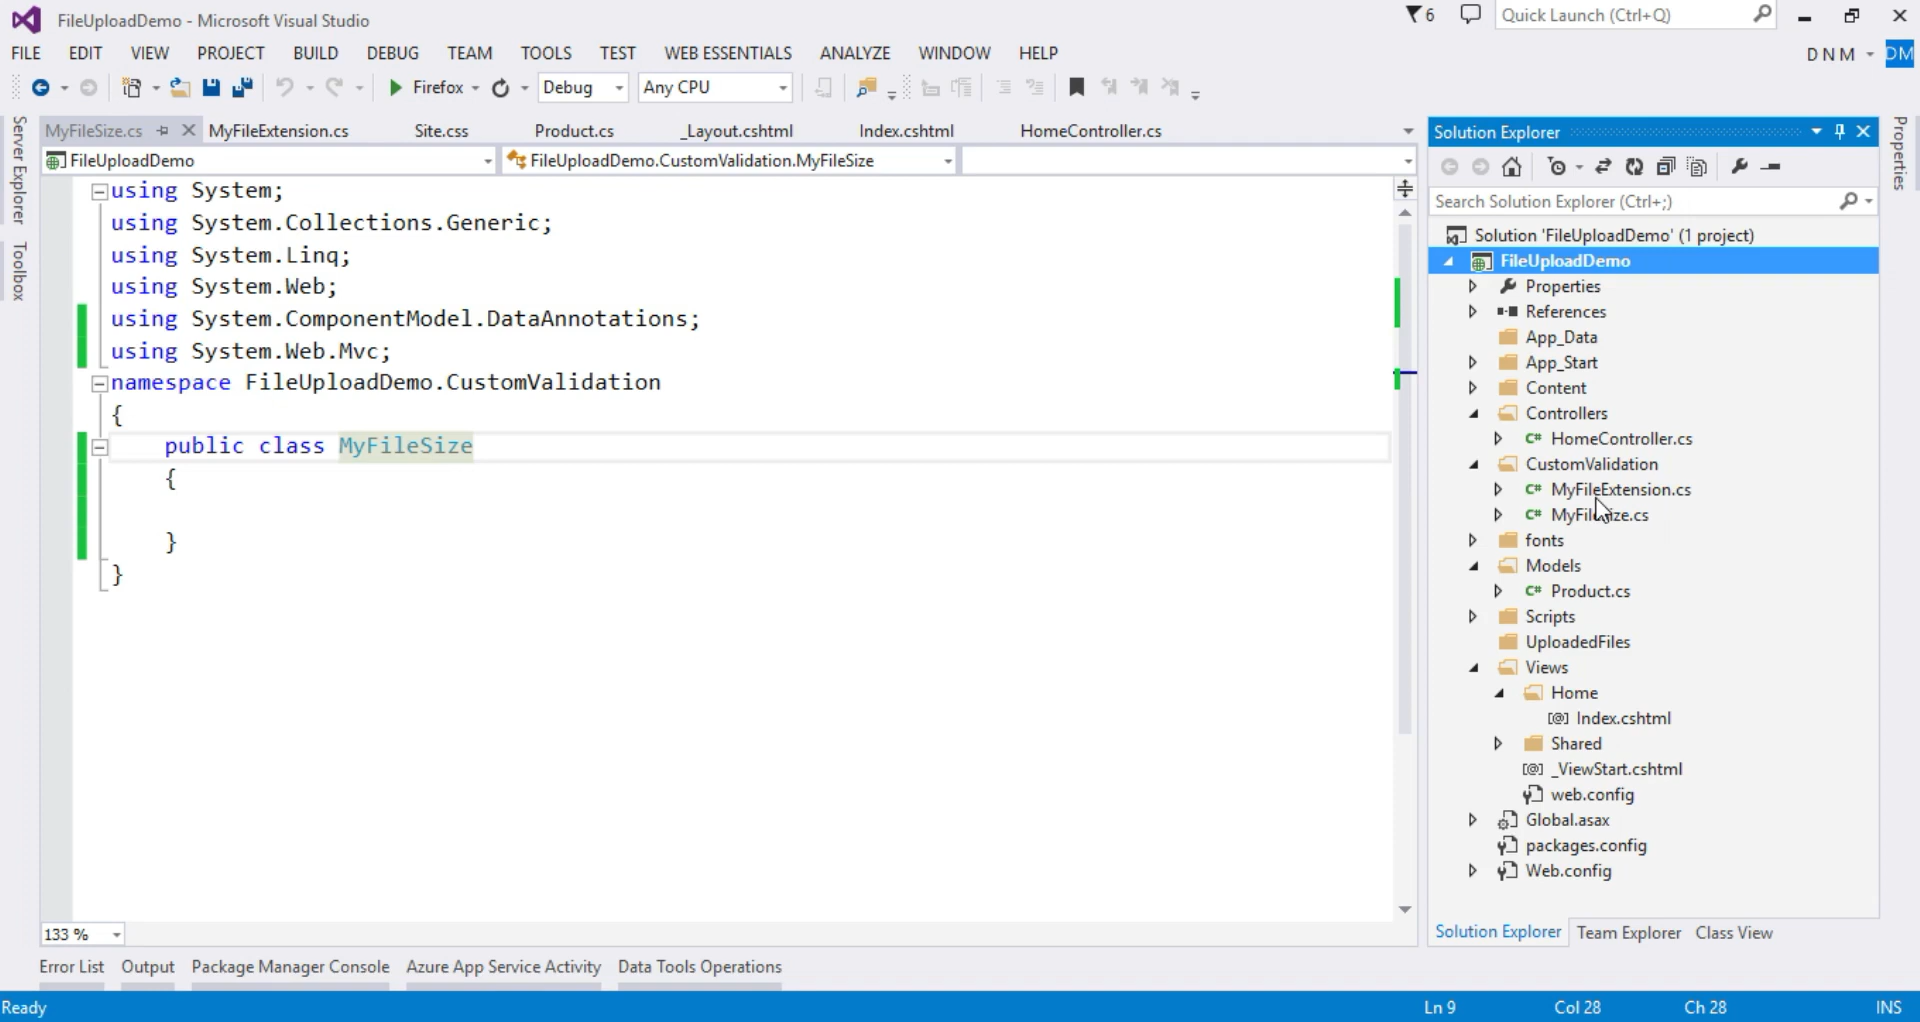 FileUploadDemo - Microsoft Visual Studio
6
Quick Launch (Ctrl+Q)
FILE EDIT VIEW PROJECT BUILD DEBUG TEAM TOOLS TEST WEB ESSENTIALS ANALYZE WINDOW HELP
D N M
DM
Firefox
Debug
Any CPU
Server Explorer
Toolbox
MyFileSize.cs MyFileExtension.cs Site.css Product.cs _Layout.cshtml Index.cshtml HomeController.cs
FileUploadDemo
FileUploadDemo.CustomValidation.MyFileSize
using System;
using System.Collections.Generic;
using System.Linq;
using System.Web;
using System.ComponentModel.DataAnnotations;
using System.Web.Mvc;
namespace FileUploadDemo.CustomValidation
{
public class MyFileSize
{
}
}
133 %
Solution Explorer
Search Solution Explorer (Ctrl+;)
Solution 'FileUploadDemo' (1 project)
FileUploadDemo
Properties
References
App_Data
App_Start
Content
Controllers
C# HomeController.cs
CustomValidation
C# MyFileExtension.cs
C# MyFileSize.cs
fonts
Models
C# Product.cs
Scripts
UploadedFiles
Views
Home
[@] Index.cshtml
Shared
[@] _ViewStart.cshtml
web.config
Global.asax
packages.config
Web.config
Solution Explorer Team Explorer Class View
Properties
Error List Output Package Manager Console Azure App Service Activity Data Tools Operations
Ready
Ln 9 Col 28 Ch 28 INS